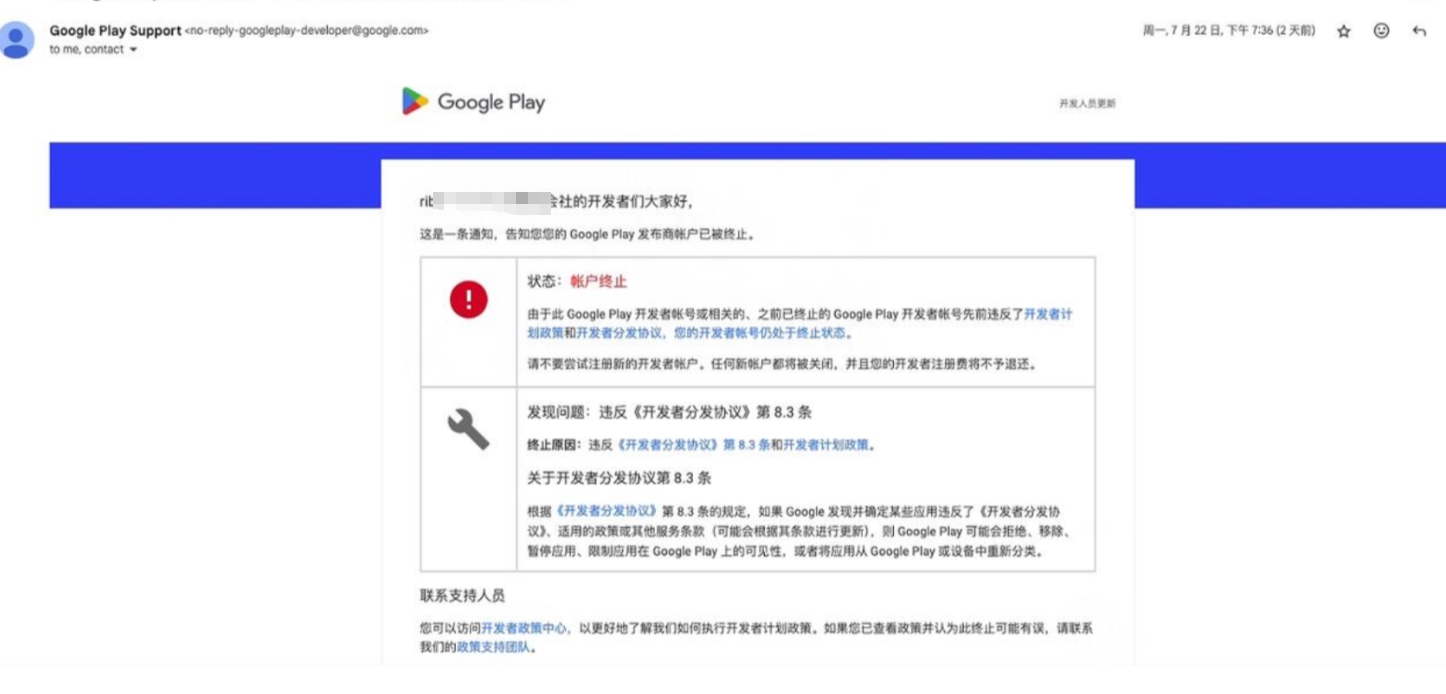 Google Play Support <no-reply-googleplay-developer@google.com>
周一, 7 月 22 日, 下午 7:36 (2 天前)
to me, contact
Google Play
开发人员更新
rib 会社的开发者们大家好,
这是一条通知，告知您您的 Google Play 发布商帐户已被终止。
状态：帐户终止
由于此 Google Play 开发者帐号或相关的、之前已终止的 Google Play 开发者帐号先前违反了开发者计
划政策和开发者分发协议，您的开发者帐号仍处于终止状态。
请不要尝试注册新的开发者帐户。任何新帐户都将被关闭，并且您的开发者注册费将不予退还。
发现问题：违反《开发者分发协议》第 8.3 条
终止原因：违反《开发者分发协议》第 8.3 条和开发者计划政策。
关于开发者分发协议第 8.3 条
根据《开发者分发协议》第 8.3 条的规定，如果 Google 发现并确定某些应用违反了《开发者分发协
议》、适用的政策或其他服务条款（可能会根据其条款进行更新），则 Google Play 可能会拒绝、移除、
暂停应用、限制应用在 Google Play 上的可见性，或者将应用从 Google Play 或设备中重新分类。
联系支持人员
您可以访问开发者政策中心，以更好地了解我们如何执行开发者计划政策。如果您已查看政策并认为此终止可能有误，请联系
我们的政策支持团队。